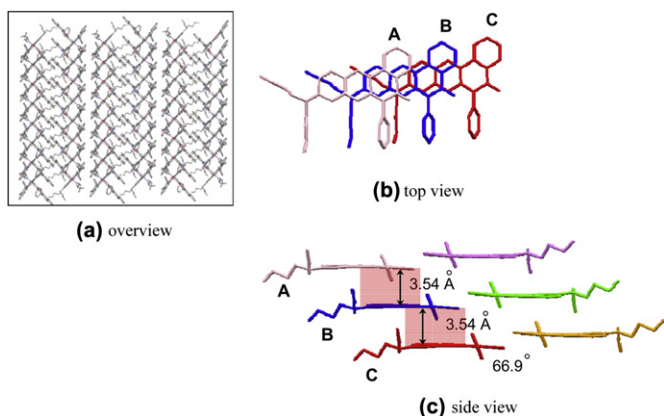 A
B
C
(a) overview
(b) top view
A
3.54 Å
B
3.54 Å
C
66.9°
(c) side view